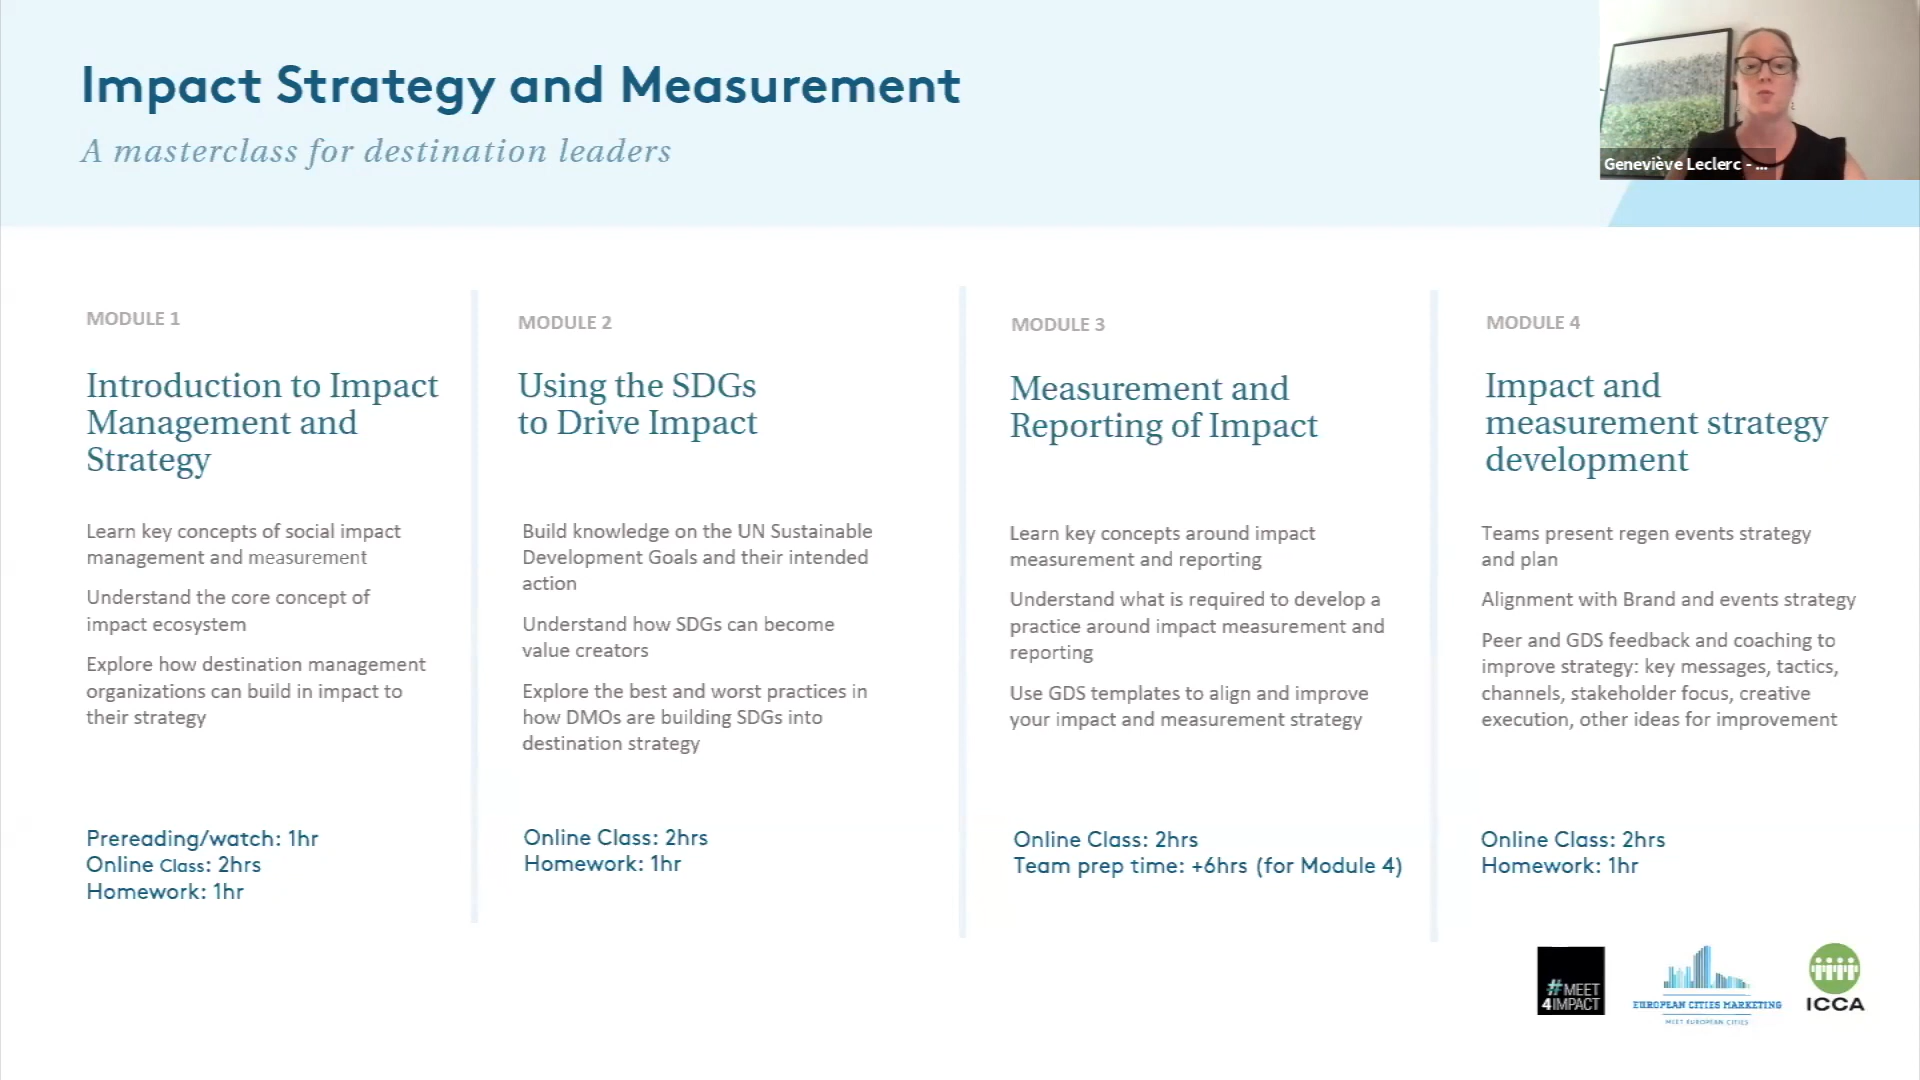 Impact Strategy and Measurement
A masterclass for destination leaders
Geneviève Leclerc - ...
MODULE 1
Introduction to Impact
Management and
Strategy
Learn key concepts of social impact
management and measurement
Understand the core concept of
impact ecosystem
Explore how destination management
organizations can build in impact to
their strategy
Prereading/watch: 1hr
Online Class: 2hrs
Homework: 1hr
MODULE 2
Using the SDGs
to Drive Impact
Build knowledge on the UN Sustainable
Development Goals and their intended
action
Understand how SDGs can become
value creators
Explore the best and worst practices in
how DMOs are building SDGs into
destination strategy
Online Class: 2hrs
Homework: 1hr
MODULE 3
Measurement and
Reporting of Impact
Learn key concepts around impact
measurement and reporting
Understand what is required to develop a
practice around impact measurement and
reporting
Use GDS templates to align and improve
your impact and measurement strategy
Online Class: 2hrs
Team prep time: +6hrs (for Module 4)
MODULE 4
Impact and
measurement strategy
development
Teams present regen events strategy
and plan
Alignment with Brand and events strategy
Peer and GDS feedback and coaching to
improve strategy: key messages, tactics,
channels, stakeholder focus, creative
execution, other ideas for improvement
Online Class: 2hrs
Homework: 1hr
#MEET
4IMPACT
EUROPEAN CITIES MARKETING
MEET EUROPEAN CITIES
ICCA